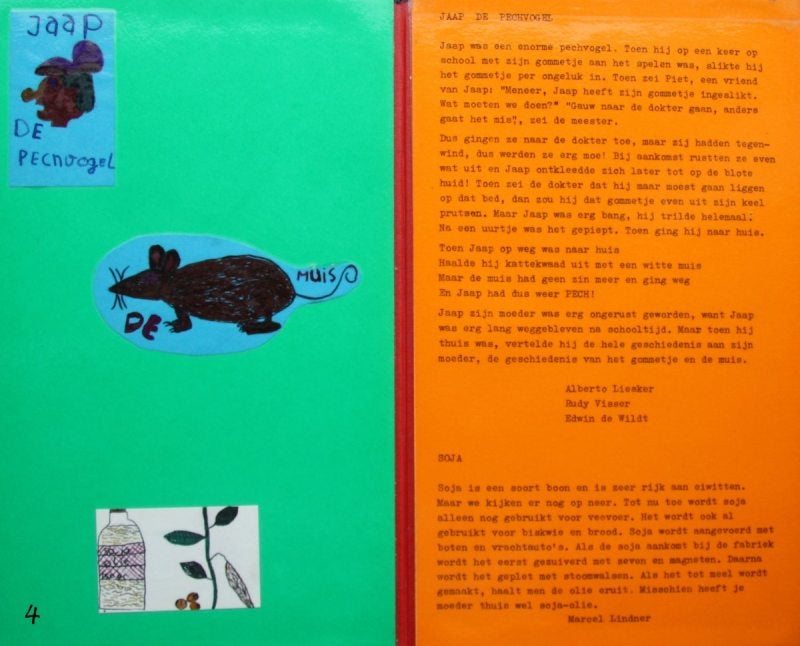 Jaap
DE
PECHVOGEL
DE
MUIS
4
JAAP DE PECHVOGEL
Jaap was een enorme pechvogel. Toen hij op een keer op
school met zijn gommetje aan het spelen was, slikte hij
het gommetje per ongeluk in. Toen zei Piet, een vriend
van Jaap: "Meneer, Jaap heeft zijn gommetje ingeslikt.
Wat moeten we doen?" "Gauw naar de dokter gaan, anders
gaat het mis", zei de meester.
Dus gingen ze naar de dokter toe, maar zij hadden tegen-
wind, dus werden ze erg moe! Bij aankomst rustten ze even
wat uit en Jaap ontkleedde zich later tot op de blote
huid! Toen zei de dokter dat hij maar moest gaan liggen
op dat bed, dan zou hij dat gommetje even uit zijn keel
prutsen. Maar Jaap was erg bang, hij trilde helemaal.
Na een uurtje was het gepiept. Toen ging hij naar huis.
Toen Jaap op weg was naar huis
Haalde hij kattekwaad uit met een witte muis
Maar de muis had geen zin meer en ging weg
En Jaap had dus weer PECH!
Jaap zijn moeder was erg ongerust geworden, want Jaap
was erg lang weggebleven na schooltijd. Maar toen hij
thuis was, vertelde hij de hele geschiedenis aan zijn
moeder, de geschiedenis van het gommetje en de muis.
Alberto Liesker
Rudy Visser
Edwin de Wildt
SOJA
Soja is een soort boon en is zeer rijk aan eiwitten.
Maar we kijken er nog op neer. Tot nu toe wordt soja
alleen nog gebruikt voor veevoer. Het wordt ook al
gebruikt voor biskwie en brood. Soja wordt aangevoerd met
boten en vrachtauto's. Als de soja aankomt bij de fabriek
wordt het eerst gezuiverd met zeven en magneten. Daarna
wordt het geplet met stoomwalsen. Als het tot meel wordt
gemaakt, haalt men de olie eruit. Misschien heeft je
moeder thuis wel soja-olie.
Marcel Lindner